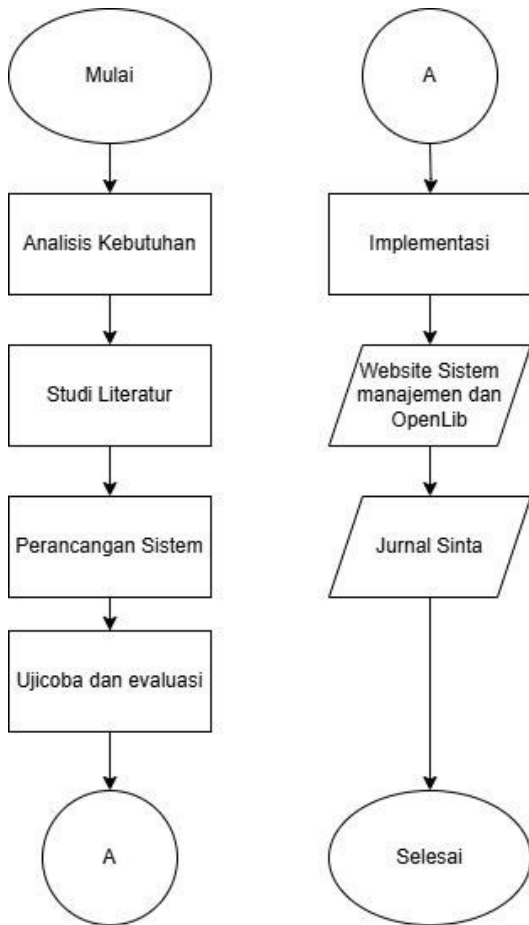 Mulai
Analisis Kebutuhan
Studi Literatur
Perancangan Sistem
Ujicoba dan evaluasi
A
A
Implementasi
Website Sistem
manajemen dan
OpenLib
Jurnal Sinta
Selesai